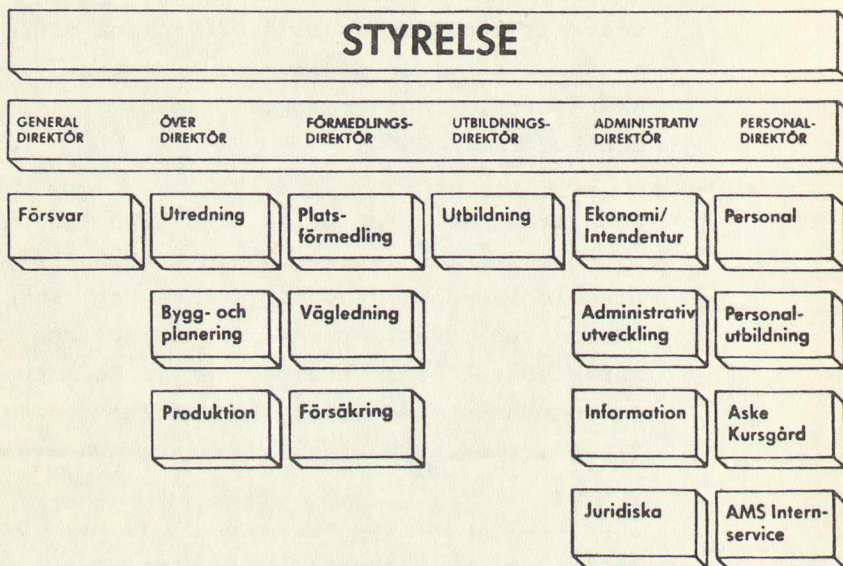 STYRELSE
GENERAL
DIREKTÖR
ÖVER
DIREKTÖR
FÖRMEDLINGS-
DIREKTÖR
UTBILDNINGS-
DIREKTÖR
ADMINISTRATIV
DIREKTÖR
PERSONAL-
DIREKTÖR
Försvar
Utredning
Plats-
förmedling
Utbildning
Ekonomi/
Intendentur
Personal
Bygg- och
planering
Vägledning
Administrativ
utveckling
Personal-
utbildning
Produktion
Försäkring
Information
Aske
Kursgård
Juridiska
AMS Intern-
service